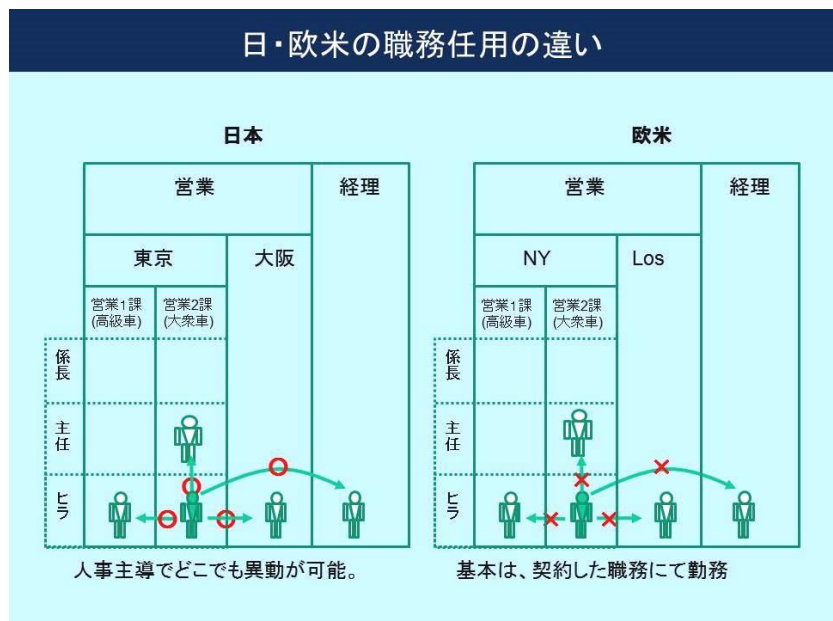 日・欧米の職務任用の違い
日本
営業
経理
東京
大阪
営業1課
(高級車)
営業2課
(大衆車)
係長
主任
ヒラ
人事主導でどこでも異動が可能。
欧米
営業
経理
NY
Los
営業1課
(高級車)
営業2課
(大衆車)
係長
主任
ヒラ
基本は、契約した職務にて勤務